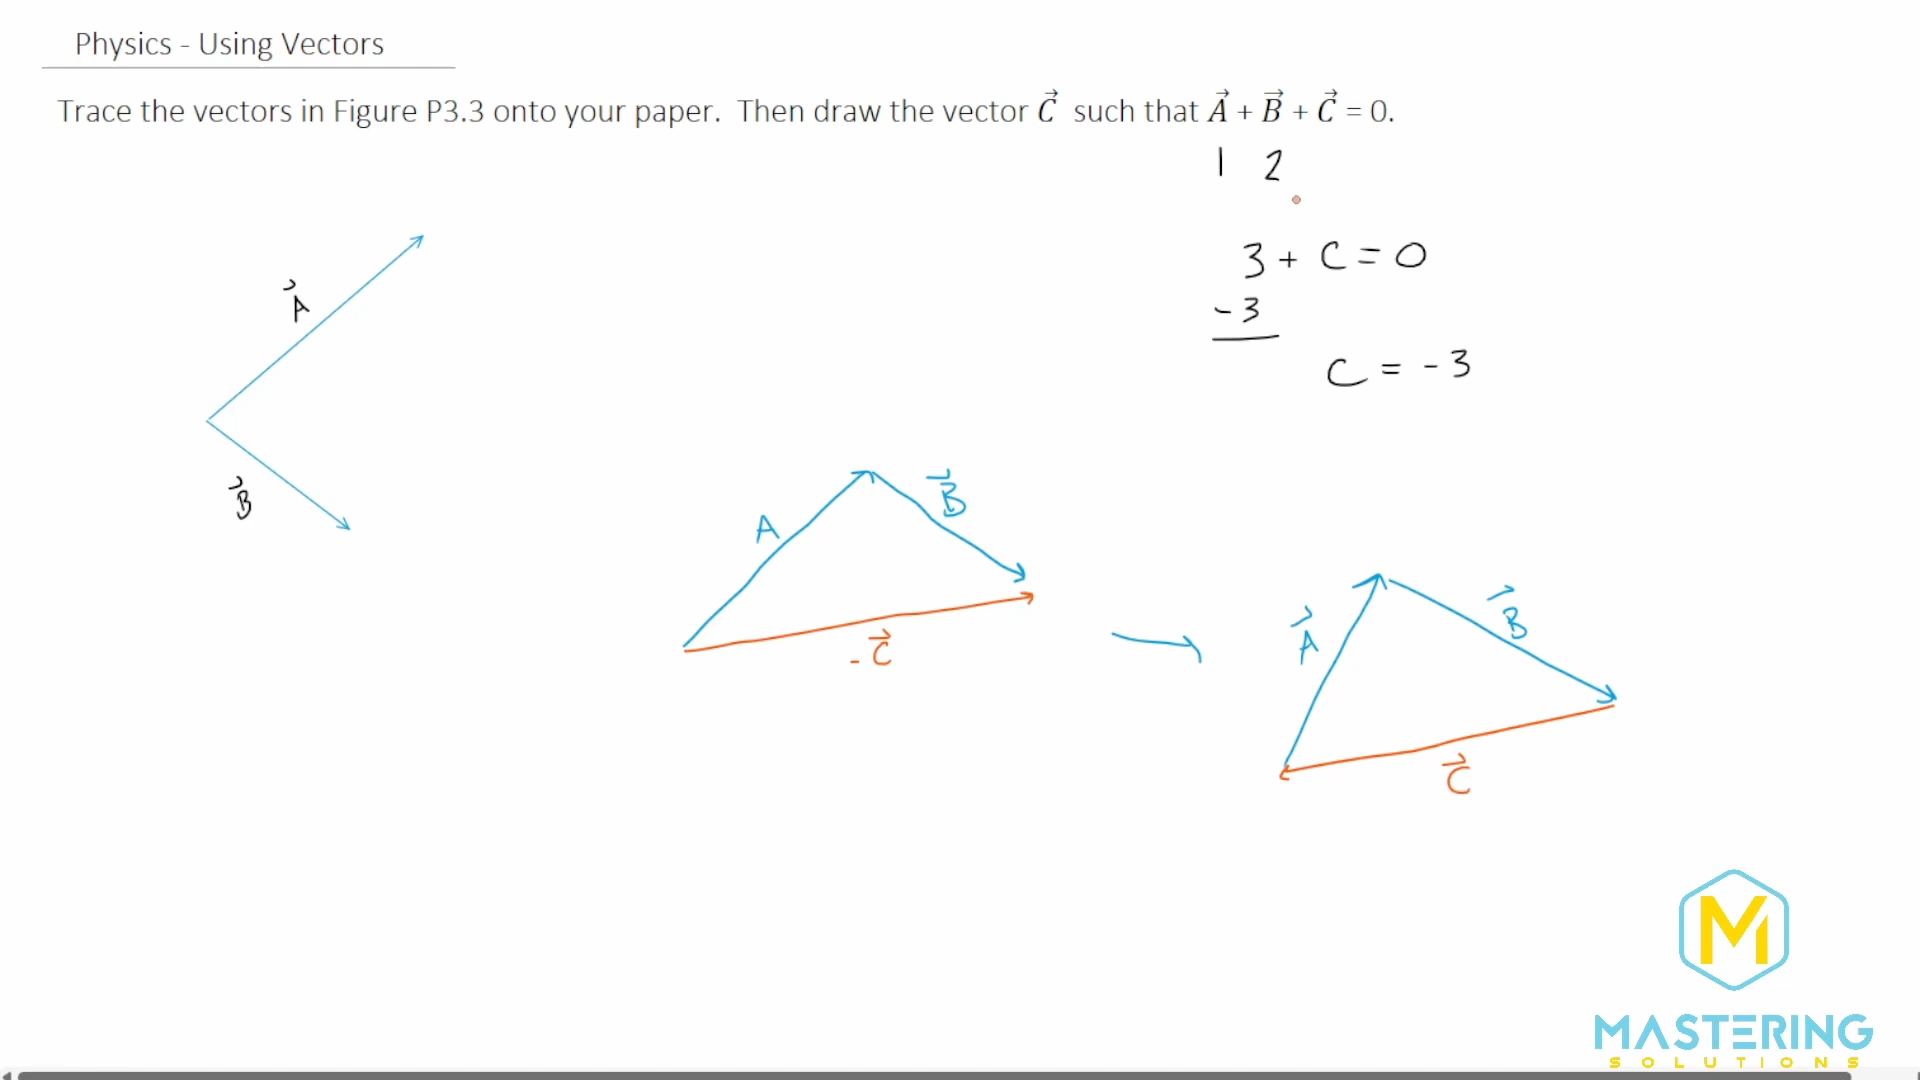 Physics - Using Vectors
Trace the vectors in Figure P3.3 onto your paper. Then draw the vector C⃗ such that A⃗ + B⃗ + C⃗ = 0.
1 2
3 + C = 0
- 3
C = - 3
A⃗
B⃗
A
B⃗
- C⃗
A⃗
B⃗
C⃗
M
MASTERING
SOLUTIONS